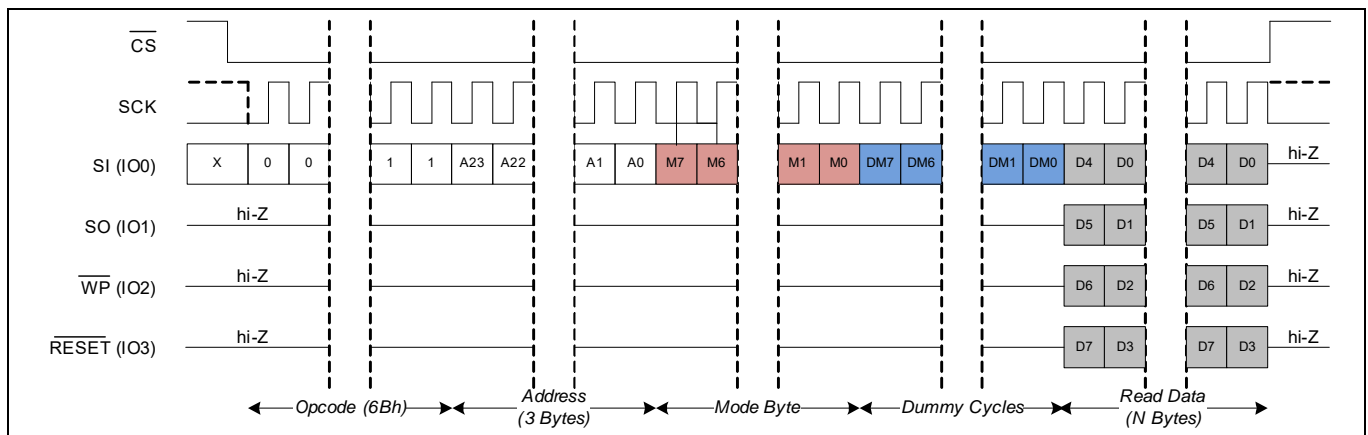 CS
SCK
SI (IO0) X 0 0 1 1 A23 A22 A1 A0 M7 M6 M1 M0 DM7 DM6 DM1 DM0 D4 D0 D4 D0 hi-Z
SO (IO1) hi-Z D5 D1 D5 D1 hi-Z
WP (IO2) hi-Z D6 D2 D6 D2 hi-Z
RESET (IO3) hi-Z D7 D3 D7 D3 hi-Z
Opcode (6Bh) Address (3 Bytes) Mode Byte Dummy Cycles Read Data (N Bytes)